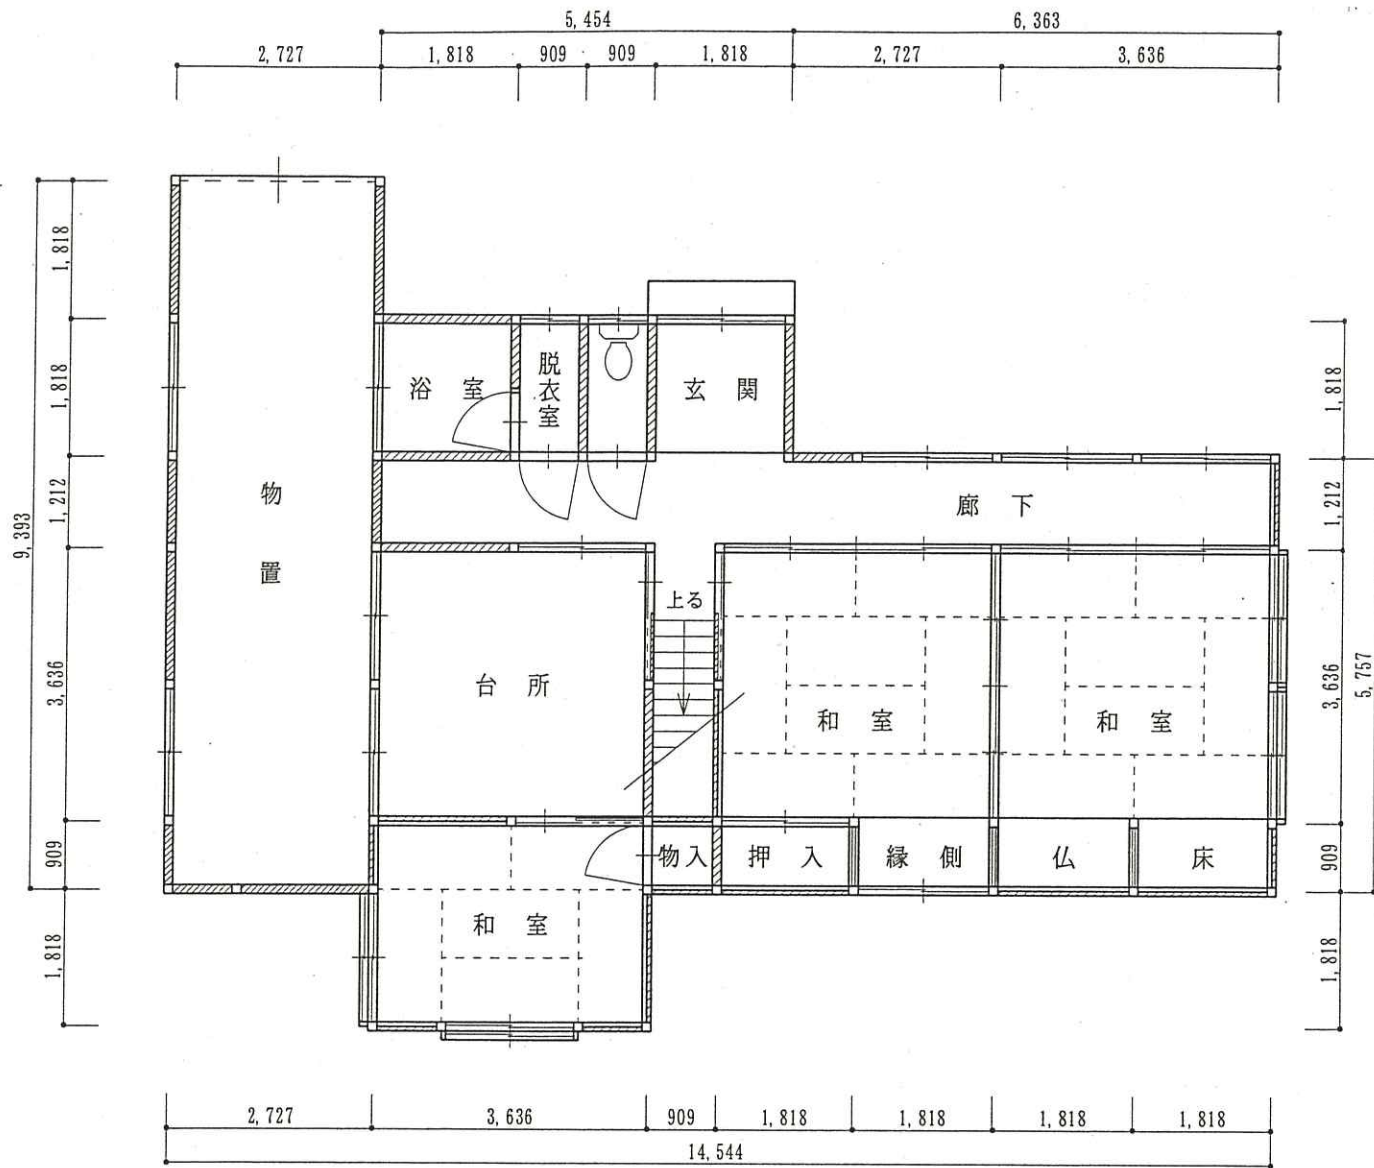 5,454
6,363
2,727
1,818
909
909
1,818
2,727
3,636
9,393
1,818
1,818
1,212
3,636
909
1,818
浴室
脱衣室
玄関
物置
廊下
上る
台所
和室
和室
物入
押入
縁側
仏
床
和室
1,818
1,212
3,636
5,757
909
1,818
2,727
3,636
909
1,818
1,818
1,818
1,818
14,544